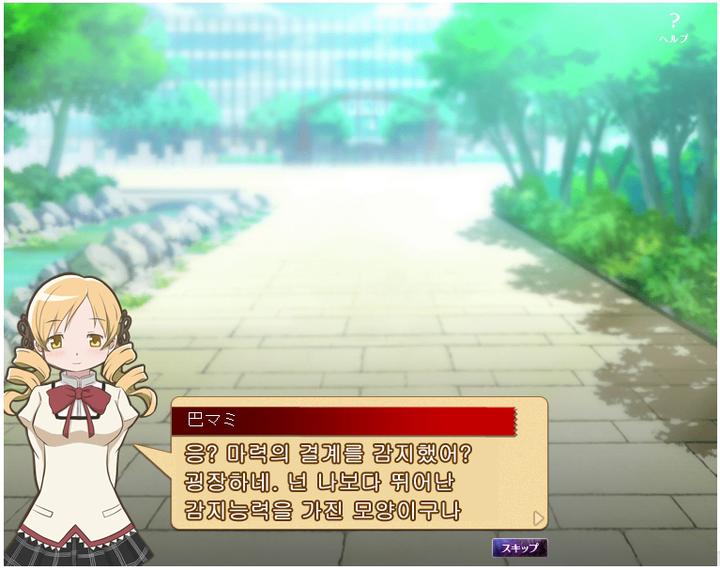 ?
ヘルプ
巴マミ
응? 마력의 결계를 감지했어?
굉장하네. 넌 나보다 뛰어난
감지능력을 가진 모양이구나
スキップ